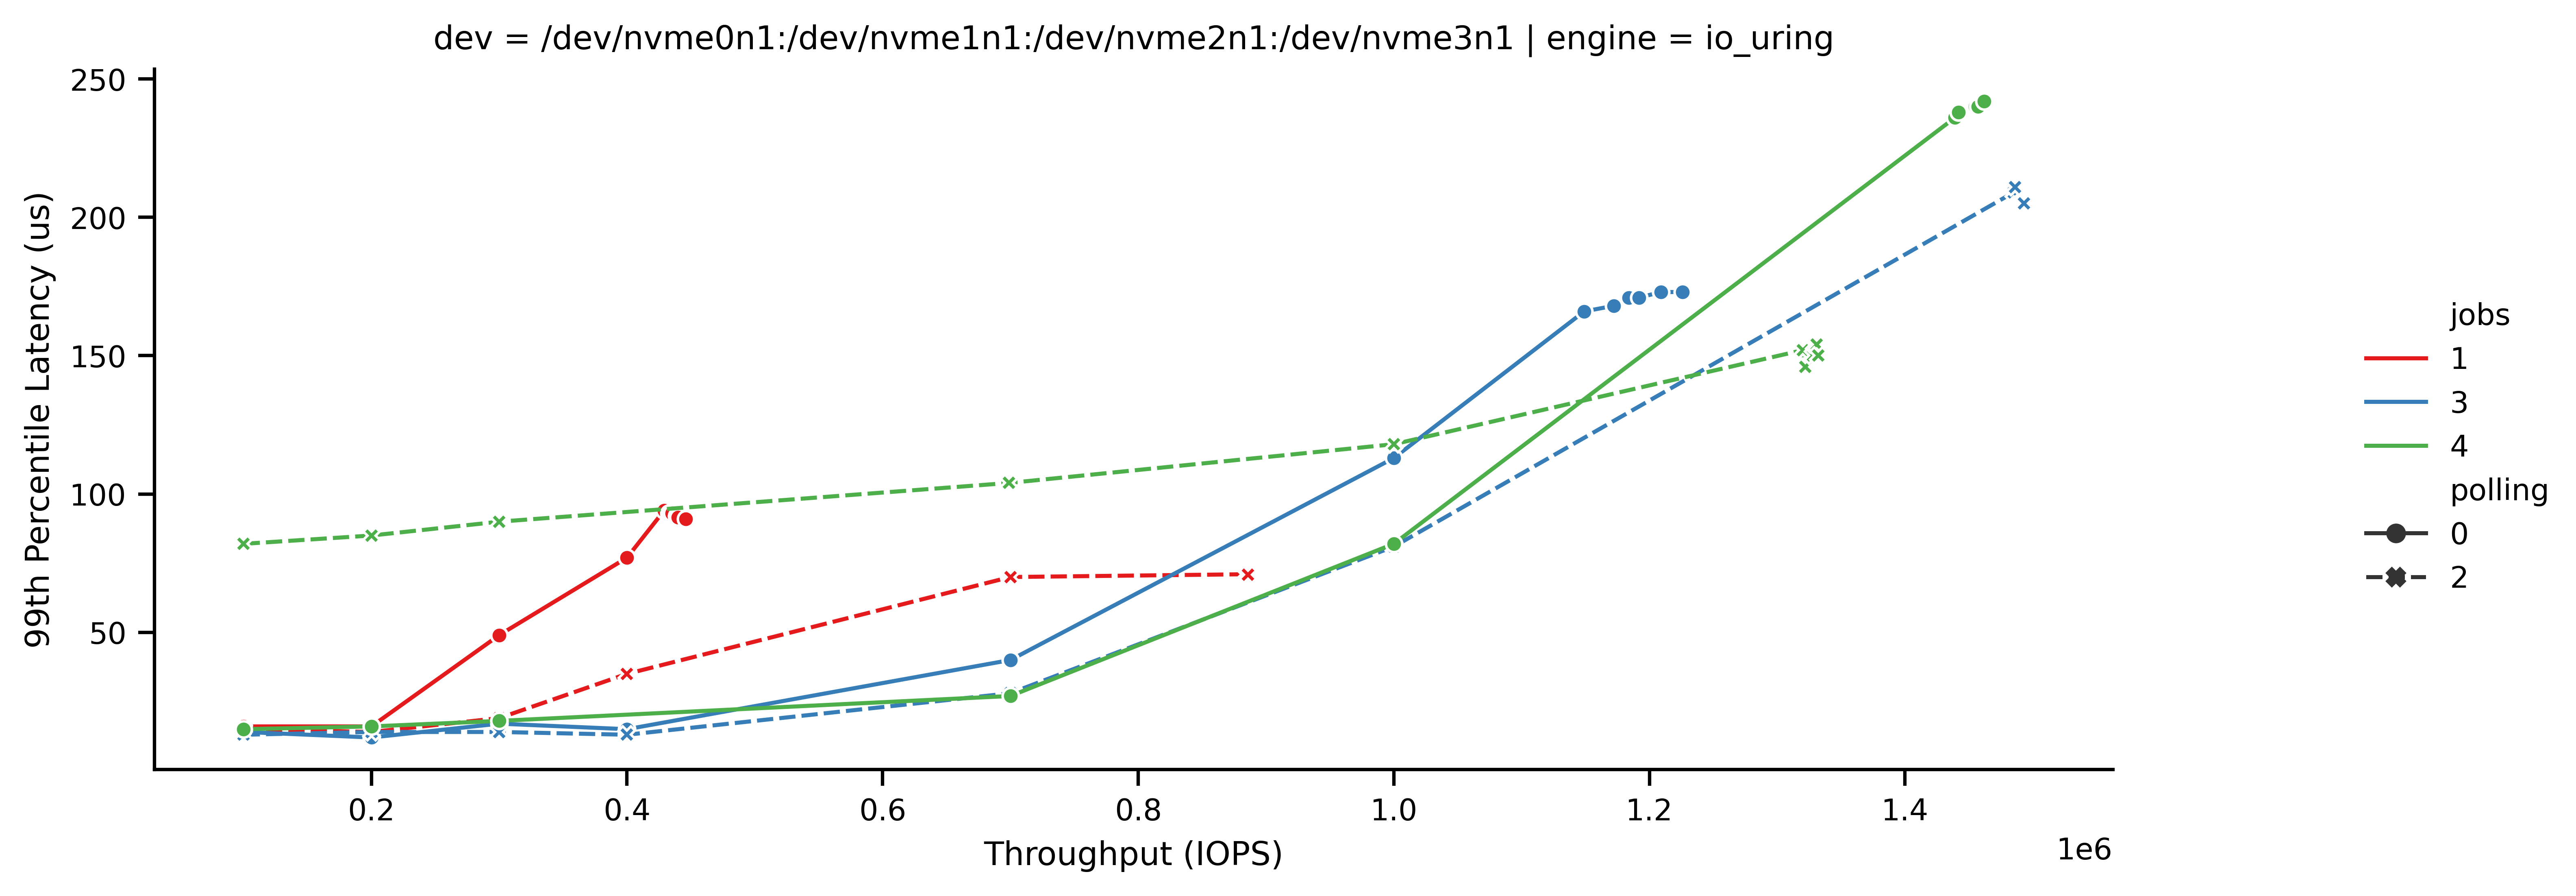 dev = /dev/nvme0n1:/dev/nvme1n1:/dev/nvme2n1:/dev/nvme3n1 | engine = io_uring
99th Percentile Latency (us)
250
200
150
100
50
0.2 0.4 0.6 0.8 1.0 1.2 1.4
1e6
Throughput (IOPS)
jobs
1
3
4
polling
0
2